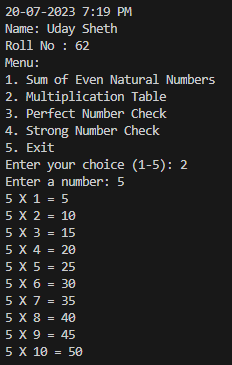 20-07-2023 7:19 PM
Name: Uday Sheth
Roll No : 62
Menu:
1. Sum of Even Natural Numbers
2. Multiplication Table
3. Perfect Number Check
4. Strong Number Check
5. Exit
Enter your choice (1-5): 2
Enter a number: 5
5 X 1 = 5
5 X 2 = 10
5 X 3 = 15
5 X 4 = 20
5 X 5 = 25
5 X 6 = 30
5 X 7 = 35
5 X 8 = 40
5 X 9 = 45
5 X 10 = 50